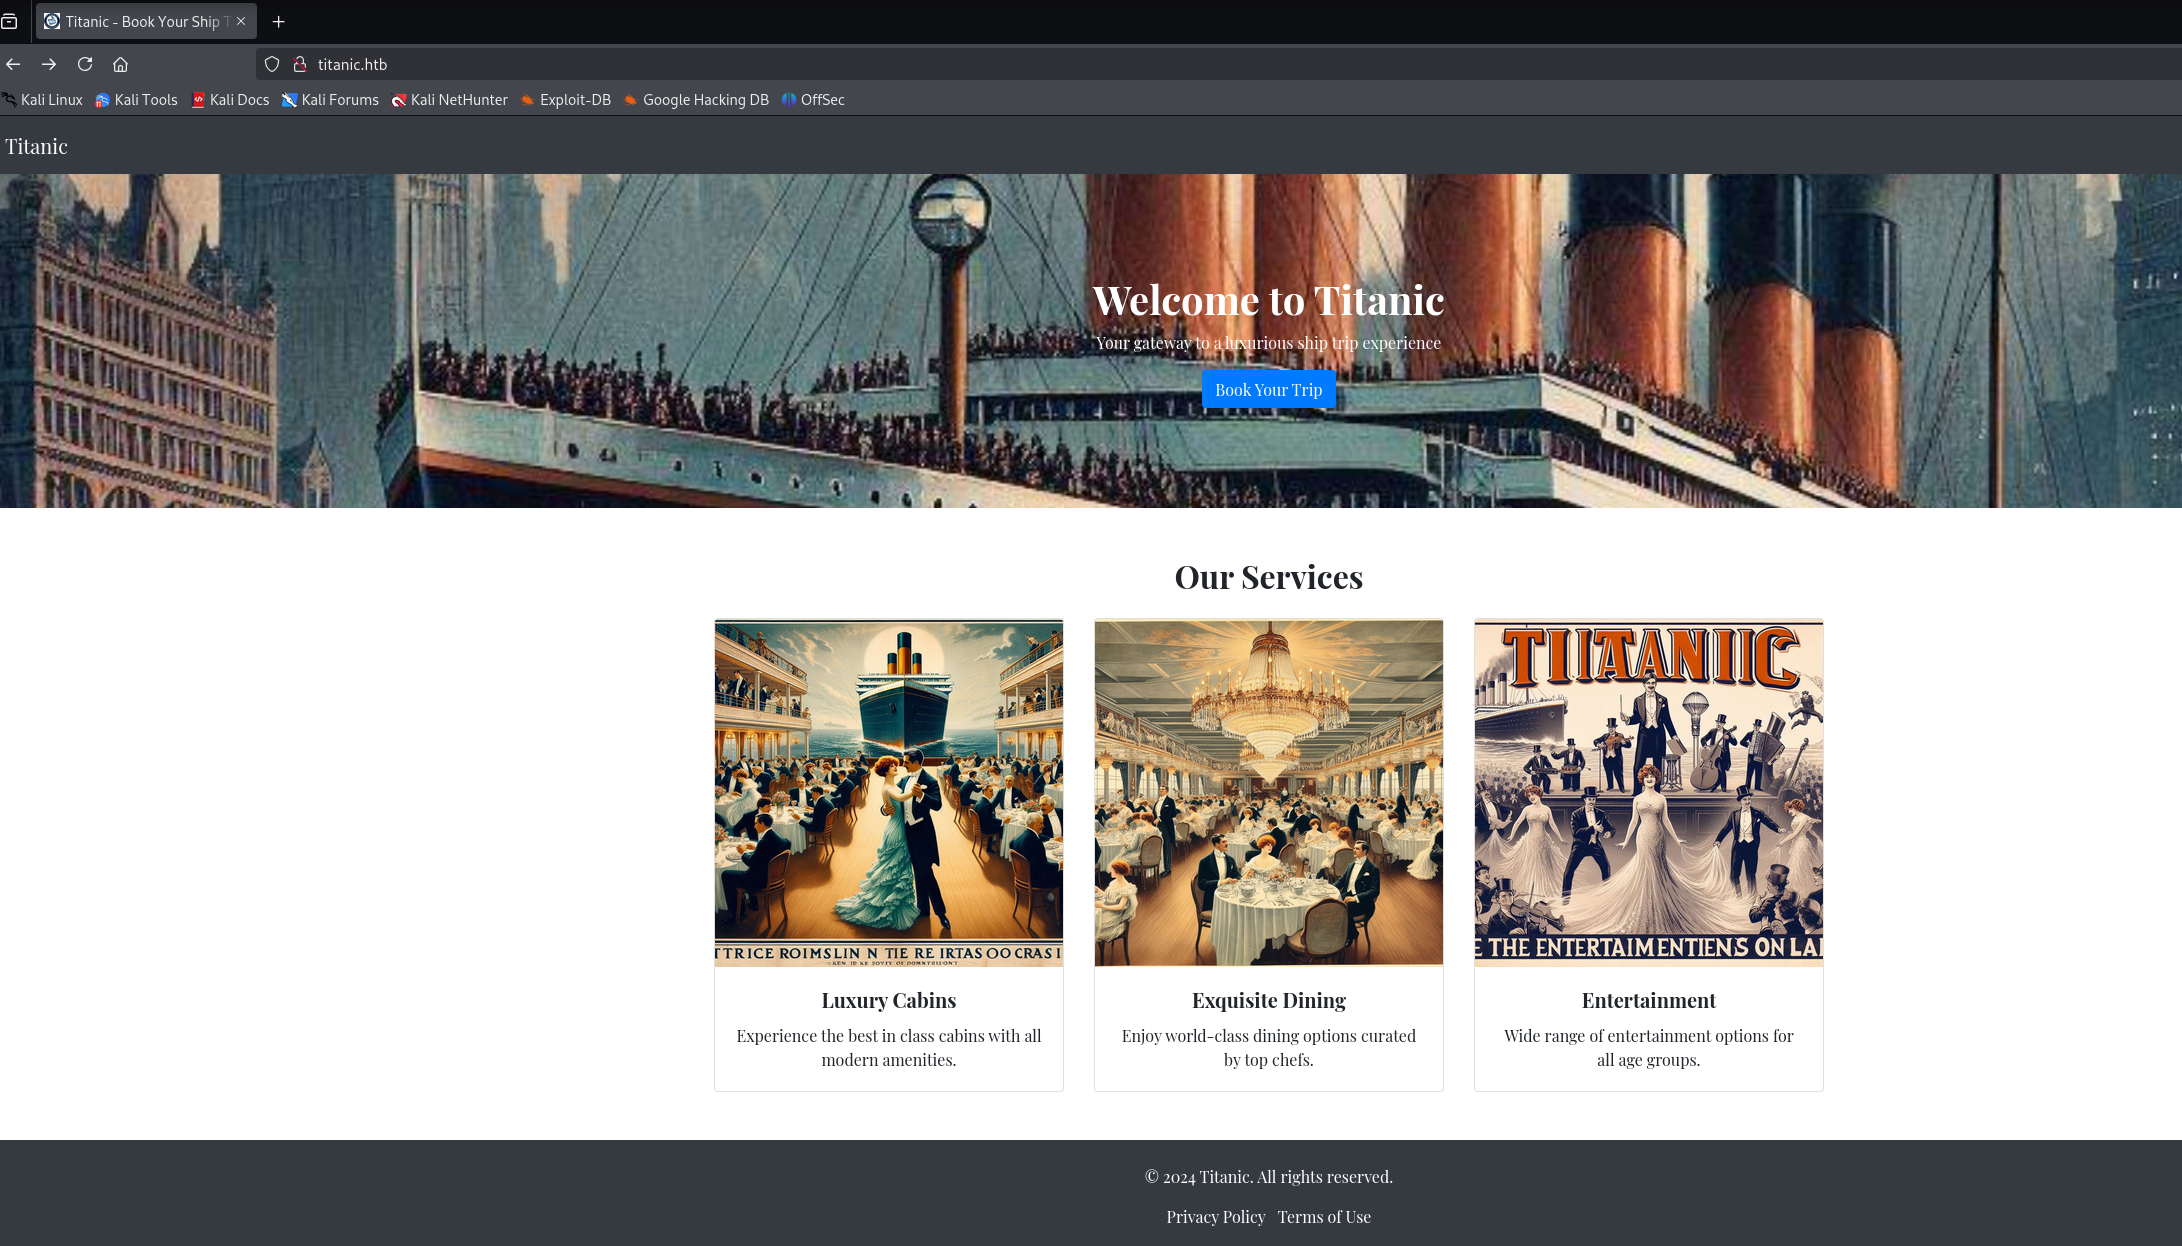 Titanic - Book Your Ship T
titanic.htb
Kali Linux Kali Tools Kali Docs Kali Forums Kali NetHunter Exploit-DB Google Hacking DB OffSec
Titanic
Welcome to Titanic
Your gateway to a luxurious ship trip experience
Book Your Trip
Our Services
TTRICE ROIMSLIN N TIE RE IRTAS OO CRAS I
TITAANIIC
E THE ENTERTAIMENTIENS ON LAI
Luxury Cabins
Experience the best in class cabins with all
modern amenities.
Exquisite Dining
Enjoy world-class dining options curated
by top chefs.
Entertainment
Wide range of entertainment options for
all age groups.
© 2024 Titanic. All rights reserved.
Privacy Policy Terms of Use